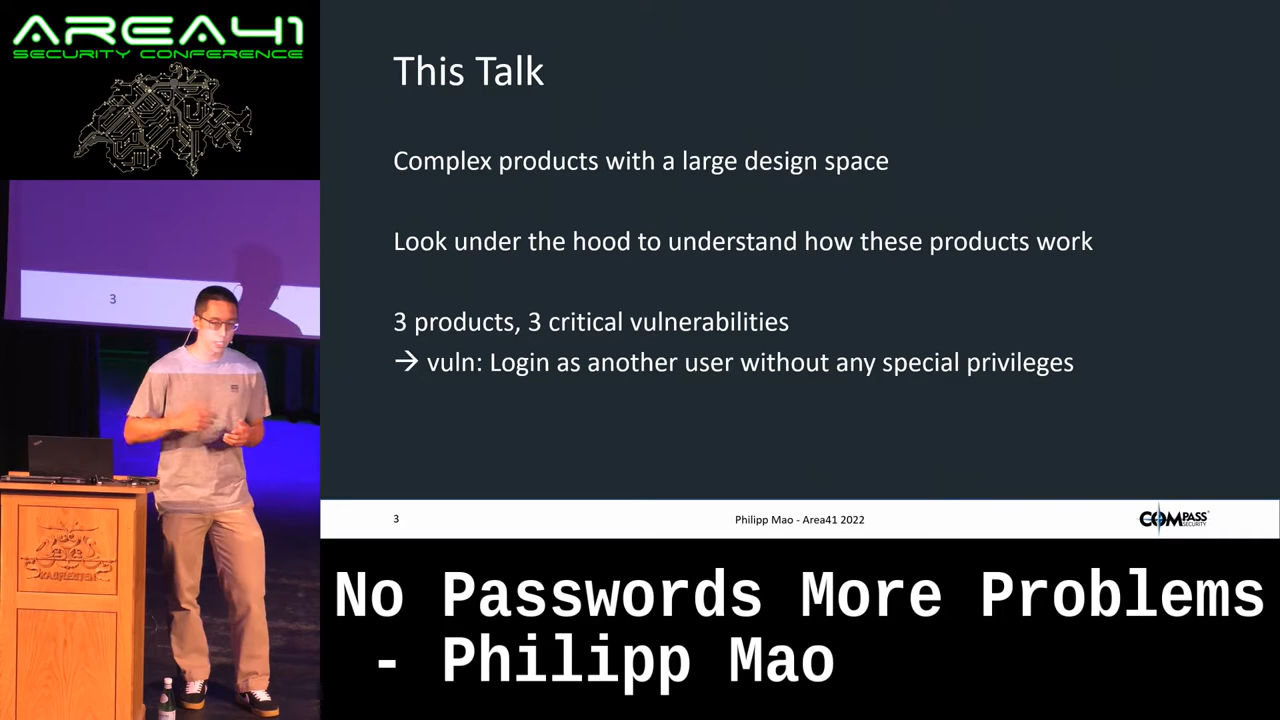 AREA41
SECURITY CONFERENCE
This Talk
Complex products with a large design space
Look under the hood to understand how these products work
3 products, 3 critical vulnerabilities
→ vuln: Login as another user without any special privileges
3
3
Philipp Mao - Area41 2022
COMPASS
SECURITY
No Passwords More Problems
- Philipp Mao